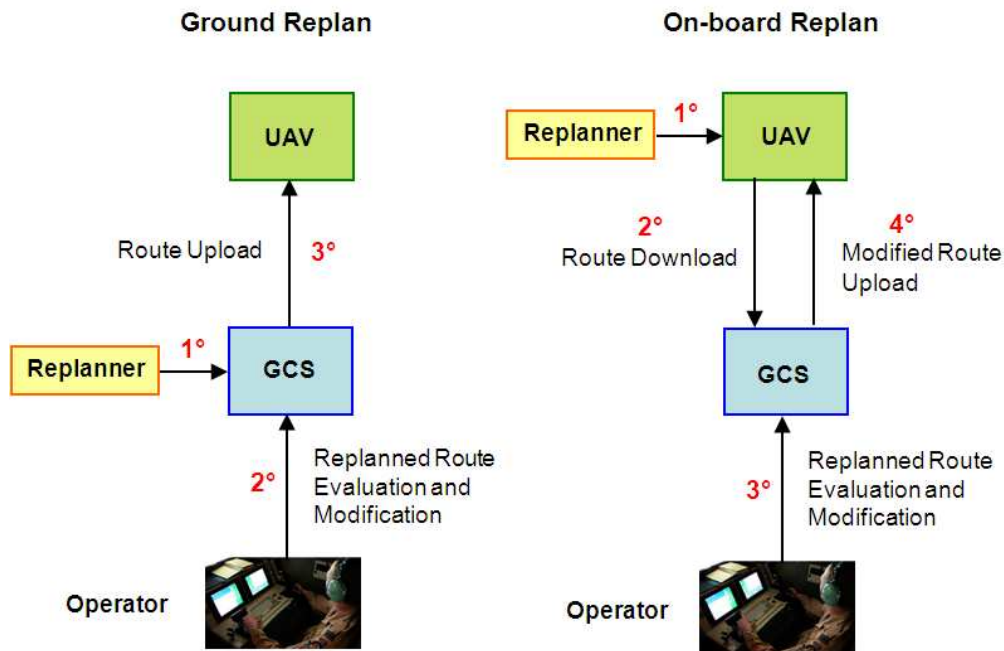 Ground Replan
UAV
Route Upload
3°
Replanner
1°
GCS
2°
Replanned Route
Evaluation and
Modification
Operator
On-board Replan
Replanner
1°
UAV
2°
Route Download
4°
Modified Route
Upload
GCS
3°
Replanned Route
Evaluation and
Modification
Operator